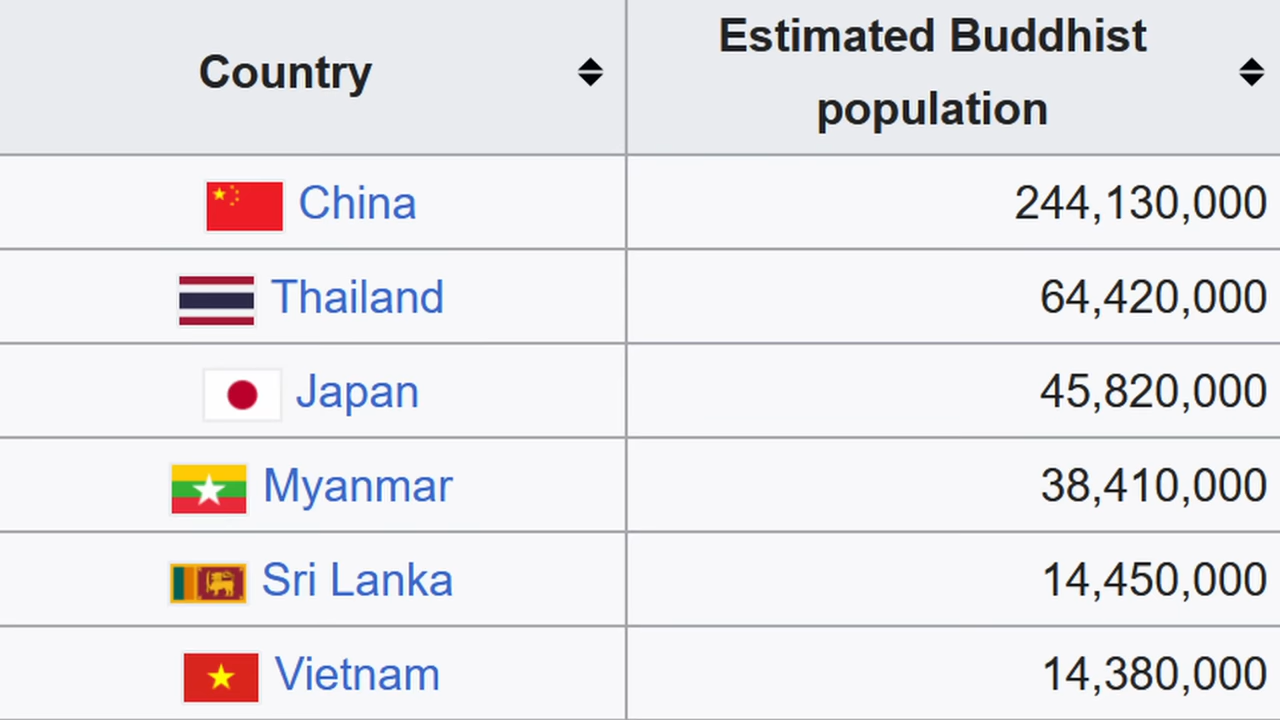 Country
Estimated Buddhist
population
China 244,130,000
Thailand 64,420,000
Japan 45,820,000
Myanmar 38,410,000
Sri Lanka 14,450,000
Vietnam 14,380,000